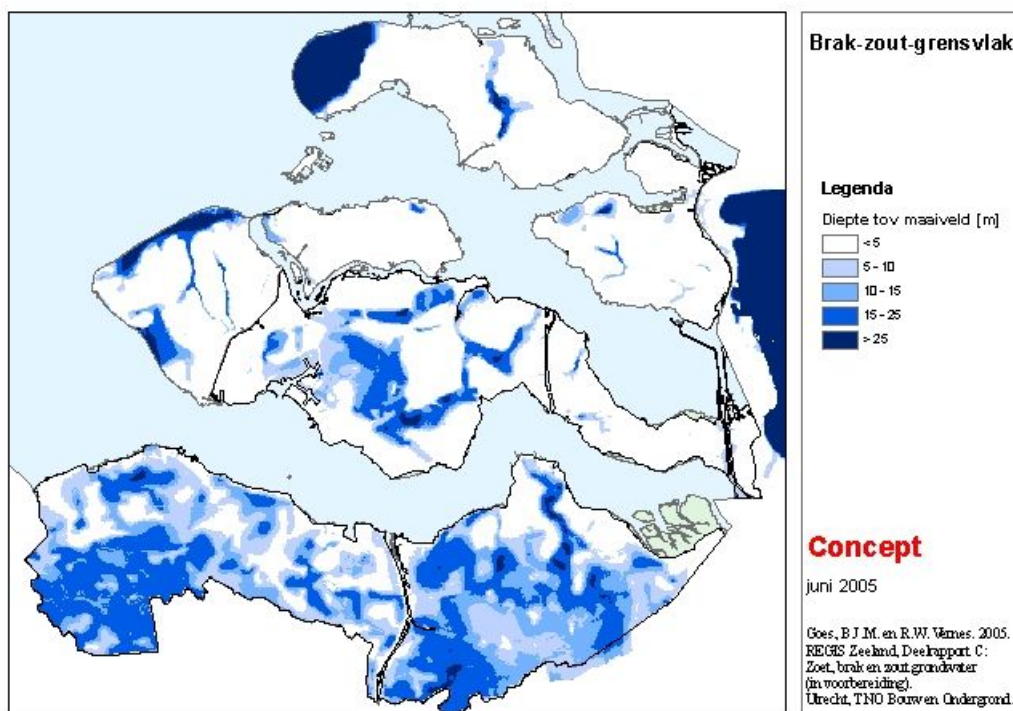 Brak-zout-grensvlak
Legenda
Diepte tov maaiveld [m]
<5
5 - 10
10 - 15
15 - 25
> 25
Concept
juni 2005
Goes, B.J.M. en R.W. Vernes. 2005.
REGIS Zeeland, Deelrapport C:
Zoet, brak en zout grondwater
(in voorbereiding).
Utrecht, TNO Bouw en Ondergrond.